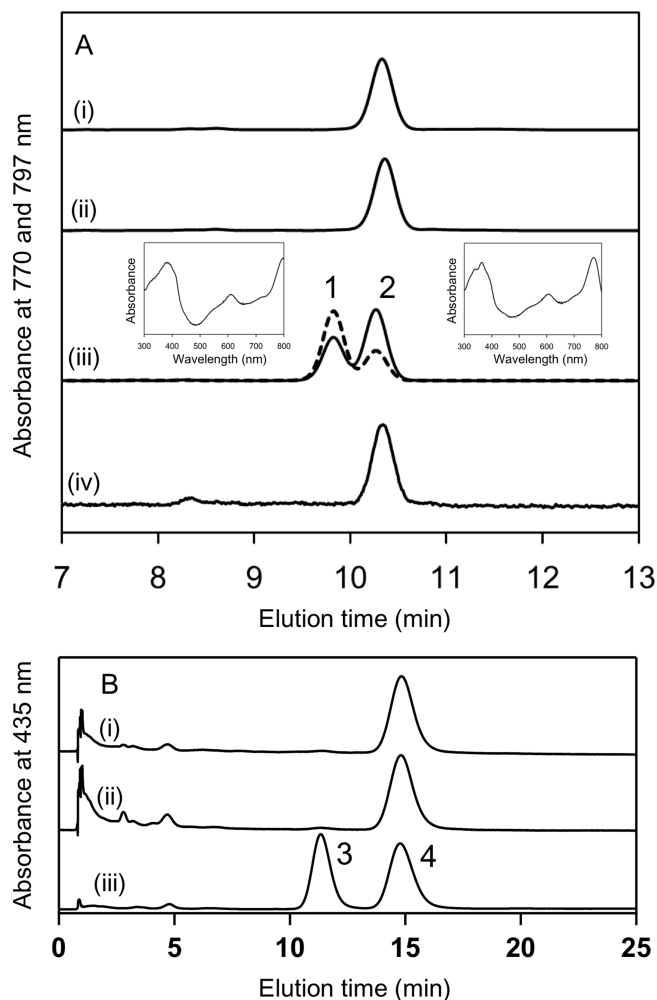 A
(i)
(ii)
Absorbance at 770 and 797 nm
Absorbance
300 400 500 600 700 800
Wavelength (nm)
1 2
Absorbance
300 400 500 600 700 800
Wavelength (nm)
(iii)
(iv)
7 8 9 10 11 12 13
Elution time (min)
B
(i)
(ii)
(iii)
3
4
Absorbance at 435 nm
0 5 10 15 20 25
Elution time (min)